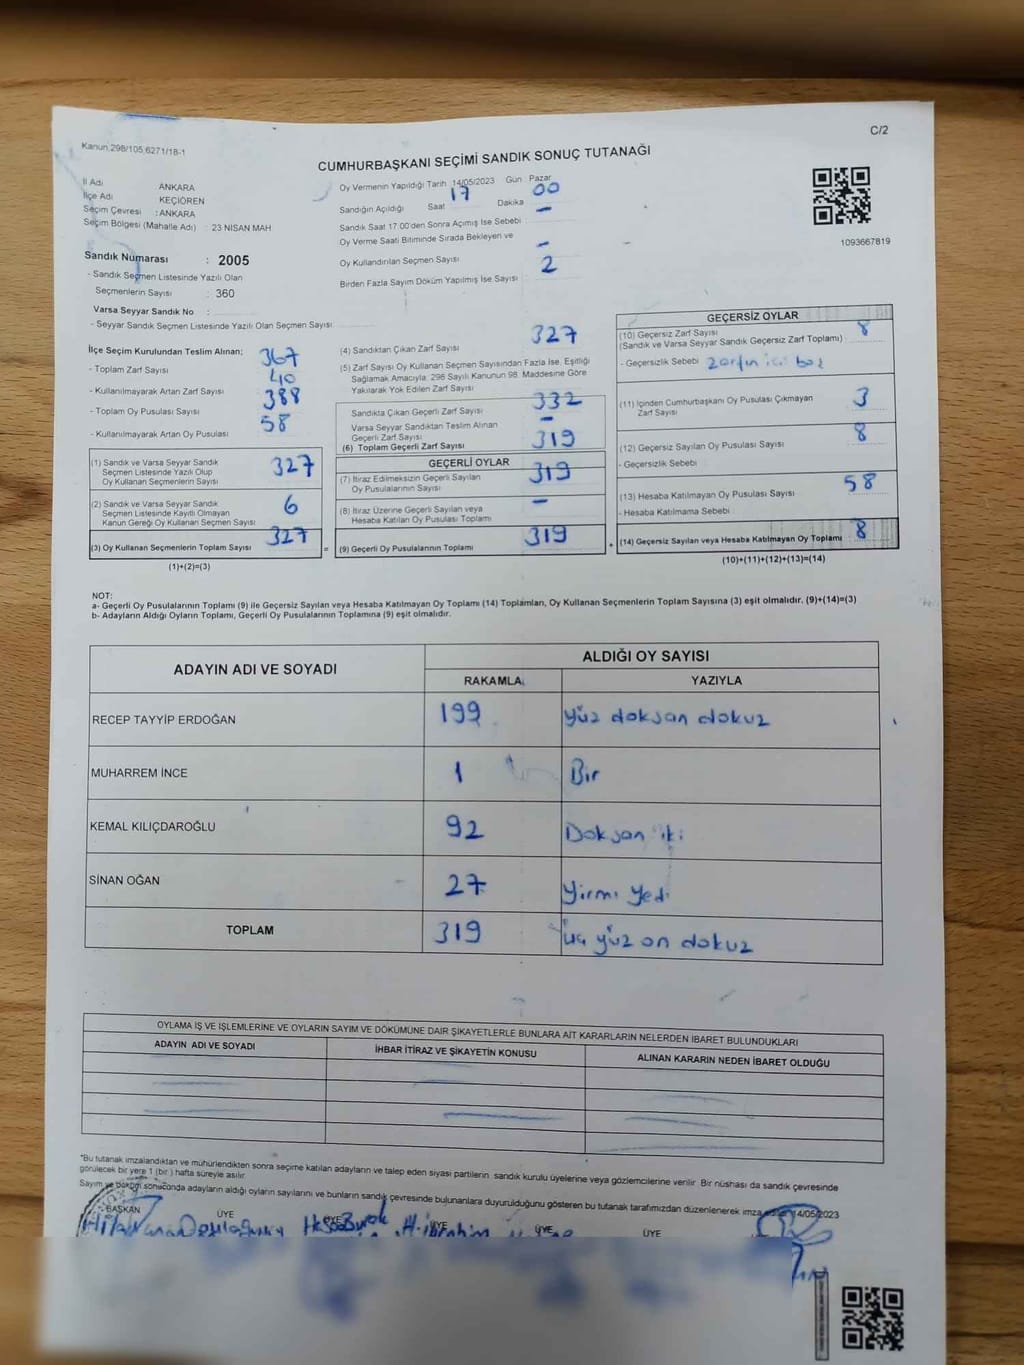 C/2
Kanun 298/105 6271/18-1
CUMHURBAŞKANI SEÇİMİ SANDIK SONUÇ TUTANAĞI
İl Adı ANKARA
İlçe Adı KEÇİÖREN
Seçim Çevresi : ANKARA
Seçim Bölgesi (Mahalle Adı) : 23 NİSAN MAH
Sandık Numarası : 2005
- Sandık Seçmen Listesinde Yazılı Olan
Seçmenlerin Sayısı : 360
Varsa Seyyar Sandık No :
- Seyyar Sandık Seçmen Listesinde Yazılı Olan Seçmen Sayısı
Oy Vermenin Yapıldığı Tarih 14/05/2023 Gün Pazar
Sandığın Açıldığı Saat 17 Dakika 00
Sandık Saat 17:00'den Sonra Açımış İse Sebebi –
Oy Verme Saati Bitiminde Sırada Bekleyen ve
Oy Kullandırılan Seçmen Sayısı –
Birden Fazla Sayım Döküm Yapılmış İse Sayısı 2
1093667819
İlçe Seçim Kurulundan Teslim Alınan;
- Toplam Zarf Sayısı 367
- Kullanılmayarak Artan Zarf Sayısı 40
- Toplam Oy Pusulası Sayısı 388
- Kullanılmayarak Artan Oy Pusulası 58
(1) Sandık ve Varsa Seyyar Sandık
Seçmen Listesinde Yazılı Olup
Oy Kullanan Seçmenlerin Sayısı 327
(2) Sandık ve Varsa Seyyar Sandık
Seçmen Listesinde Kayıtlı Olmayan
Kanun Gereği Oy Kullanan Seçmen Sayısı 6
(3) Oy Kullanan Seçmenlerin Toplam Sayısı 327
(1)+(2)=(3)
=
(4) Sandıktan Çıkan Zarf Sayısı 327
(5) Zarf Sayısı Oy Kullanan Seçmen Sayısından Fazla İse, Eşitliği
Sağlamak Amacıyla, 298 Sayılı Kanunun 98. Maddesine Göre
Yakılarak Yok Edilen Zarf Sayısı
Sandıkta Çıkan Geçerli Zarf Sayısı 332
Varsa Seyyar Sandıktan Teslim Alınan
Geçerli Zarf Sayısı –
(6) Toplam Geçerli Zarf Sayısı 319
GEÇERLİ OYLAR
(7) İtiraz Edilmeksizin Geçerli Sayılan
Oy Pusulalarının Sayısı 319
(8) İtiraz Üzerine Geçerli Sayılan veya
Hesaba Katılan Oy Pusulası Toplamı –
(9) Geçerli Oy Pusulalarının Toplamı 319
+
GEÇERSİZ OYLAR
(10) Geçersiz Zarf Sayısı
(Sandık ve Varsa Seyyar Sandık Geçersiz Zarf Toplamı) 8
- Geçersizlik Sebebi zarfın içi boş
(11) İçinden Cumhurbaşkanı Oy Pusulası Çıkmayan
Zarf Sayısı 3
(12) Geçersiz Sayılan Oy Pusulası Sayısı 8
- Geçersizlik Sebebi
(13) Hesaba Katılmayan Oy Pusulası Sayısı 58
- Hesaba Katılmama Sebebi
(14) Geçersiz Sayılan veya Hesaba Katılmayan Oy Toplamı 8
(10)+(11)+(12)+(13)=(14)
NOT:
a- Geçerli Oy Pusulalarının Toplamı (9) ile Geçersiz Sayılan veya Hesaba Katılmayan Oy Toplamı (14) Toplamları, Oy Kullanan Seçmenlerin Toplam Sayısına (3) eşit olmalıdır. (9)+(14)=(3)
b- Adayların Aldığı Oyların Toplamı, Geçerli Oy Pusulalarının Toplamına (9) eşit olmalıdır.
ADAYIN ADI VE SOYADI ALDIĞI OY SAYISI
RAKAMLA YAZIYLA
RECEP TAYYİP ERDOĞAN 199 yüz doksan dokuz
MUHARREM İNCE 1 Bir
KEMAL KILIÇDAROĞLU 92 Doksan iki
SİNAN OĞAN 27 yirmi yedi
TOPLAM 319 üç yüz on dokuz
OYLAMA İŞ VE İŞLEMLERİNE VE OYLARIN SAYIM VE DÖKÜMÜNE DAİR ŞİKAYETLERLE BUNLARA AİT KARARLARIN NELERDEN İBARET BULUNDUKLARI
ADAYIN ADI VE SOYADI İHBAR İTİRAZ VE ŞİKAYETİN KONUSU ALINAN KARARIN NEDEN İBARET OLDUĞU
*Bu tutanak imzalandıktan ve mühürlendikten sonra seçime katılan adayların ve talep eden siyasi partilerin sandık kurulu üyelerine veya gözlemcilerine verilir. Bir nüshası da sandık çevresinde
görülecek bir yere 1 (bir) hafta süreyle asılır.
Sayım ve döküm sonucunda adayların aldığı oyların sayılarını ve bunların sandık çevresinde bulunanlara duyurulduğunu gösteren bu tutanak tarafımızdan düzenlenerek imza 14/05/2023
BAŞKAN ÜYE ÜYE ÜYE ÜYE ÜYE